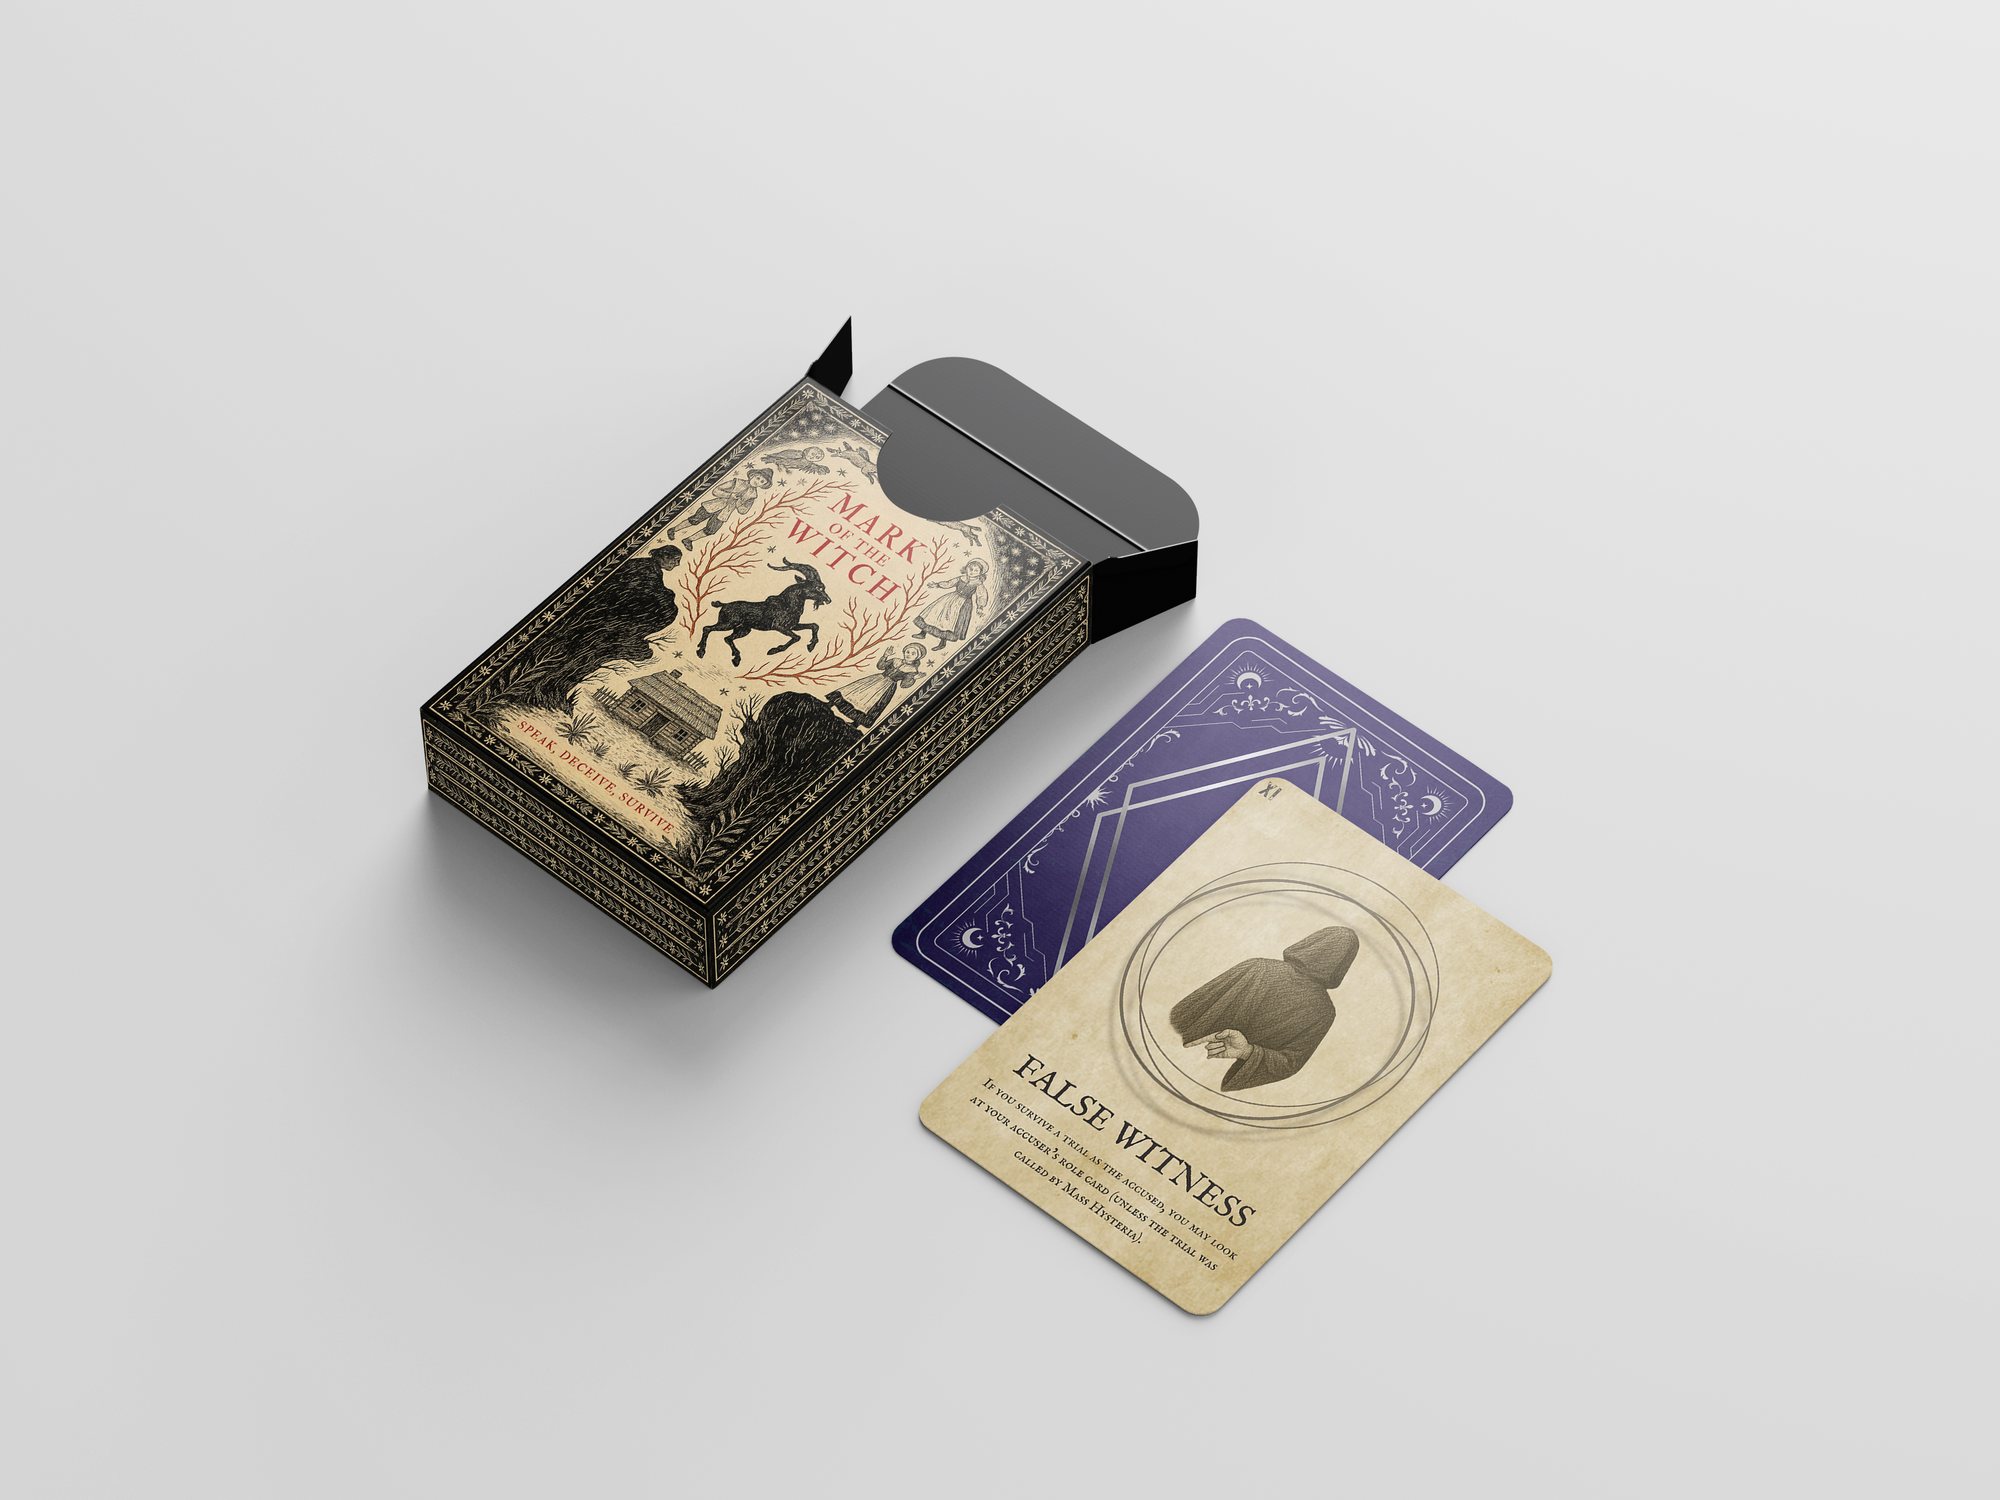 MARK
OF THE
WITCH
SPEAK, DECEIVE, SURVIVE
XI
FALSE WITNESS
If you survive a trial as the accused, you may look
at your accuser's role card (unless the trial was
called by Mass Hysteria).